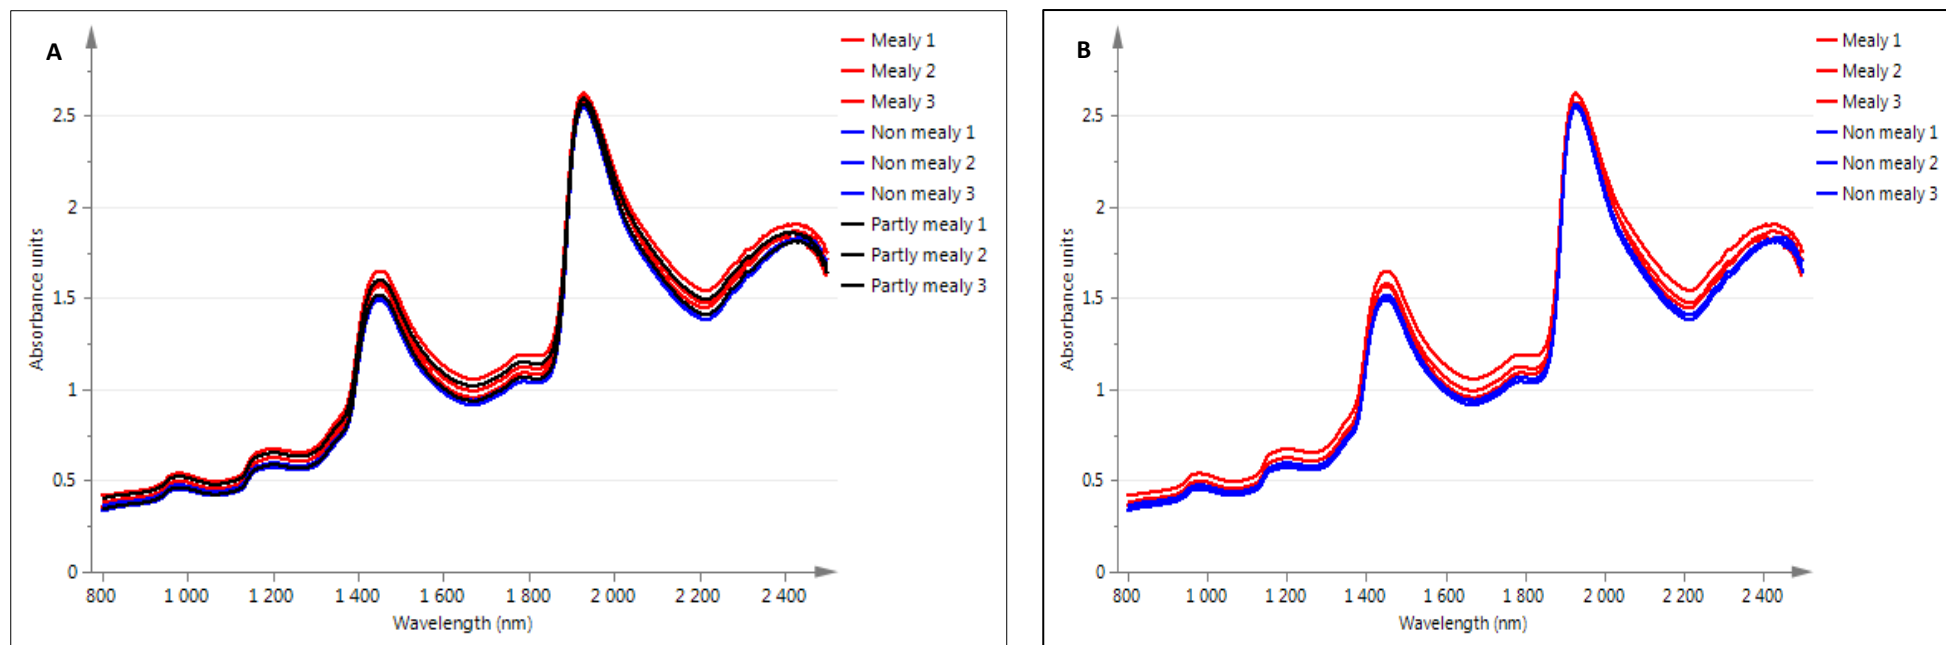 A
Mealy 1
Mealy 2
Mealy 3
Non mealy 1
Non mealy 2
Non mealy 3
Partly mealy 1
Partly mealy 2
Partly mealy 3
Absorbance units
2.5
2
1.5
1
0.5
0
800 1 000 1 200 1 400 1 600 1 800 2 000 2 200 2 400
Wavelength (nm)
B
Mealy 1
Mealy 2
Mealy 3
Non mealy 1
Non mealy 2
Non mealy 3
Absorbance units
2.5
2
1.5
1
0.5
0
800 1 000 1 200 1 400 1 600 1 800 2 000 2 200 2 400
Wavelength (nm)